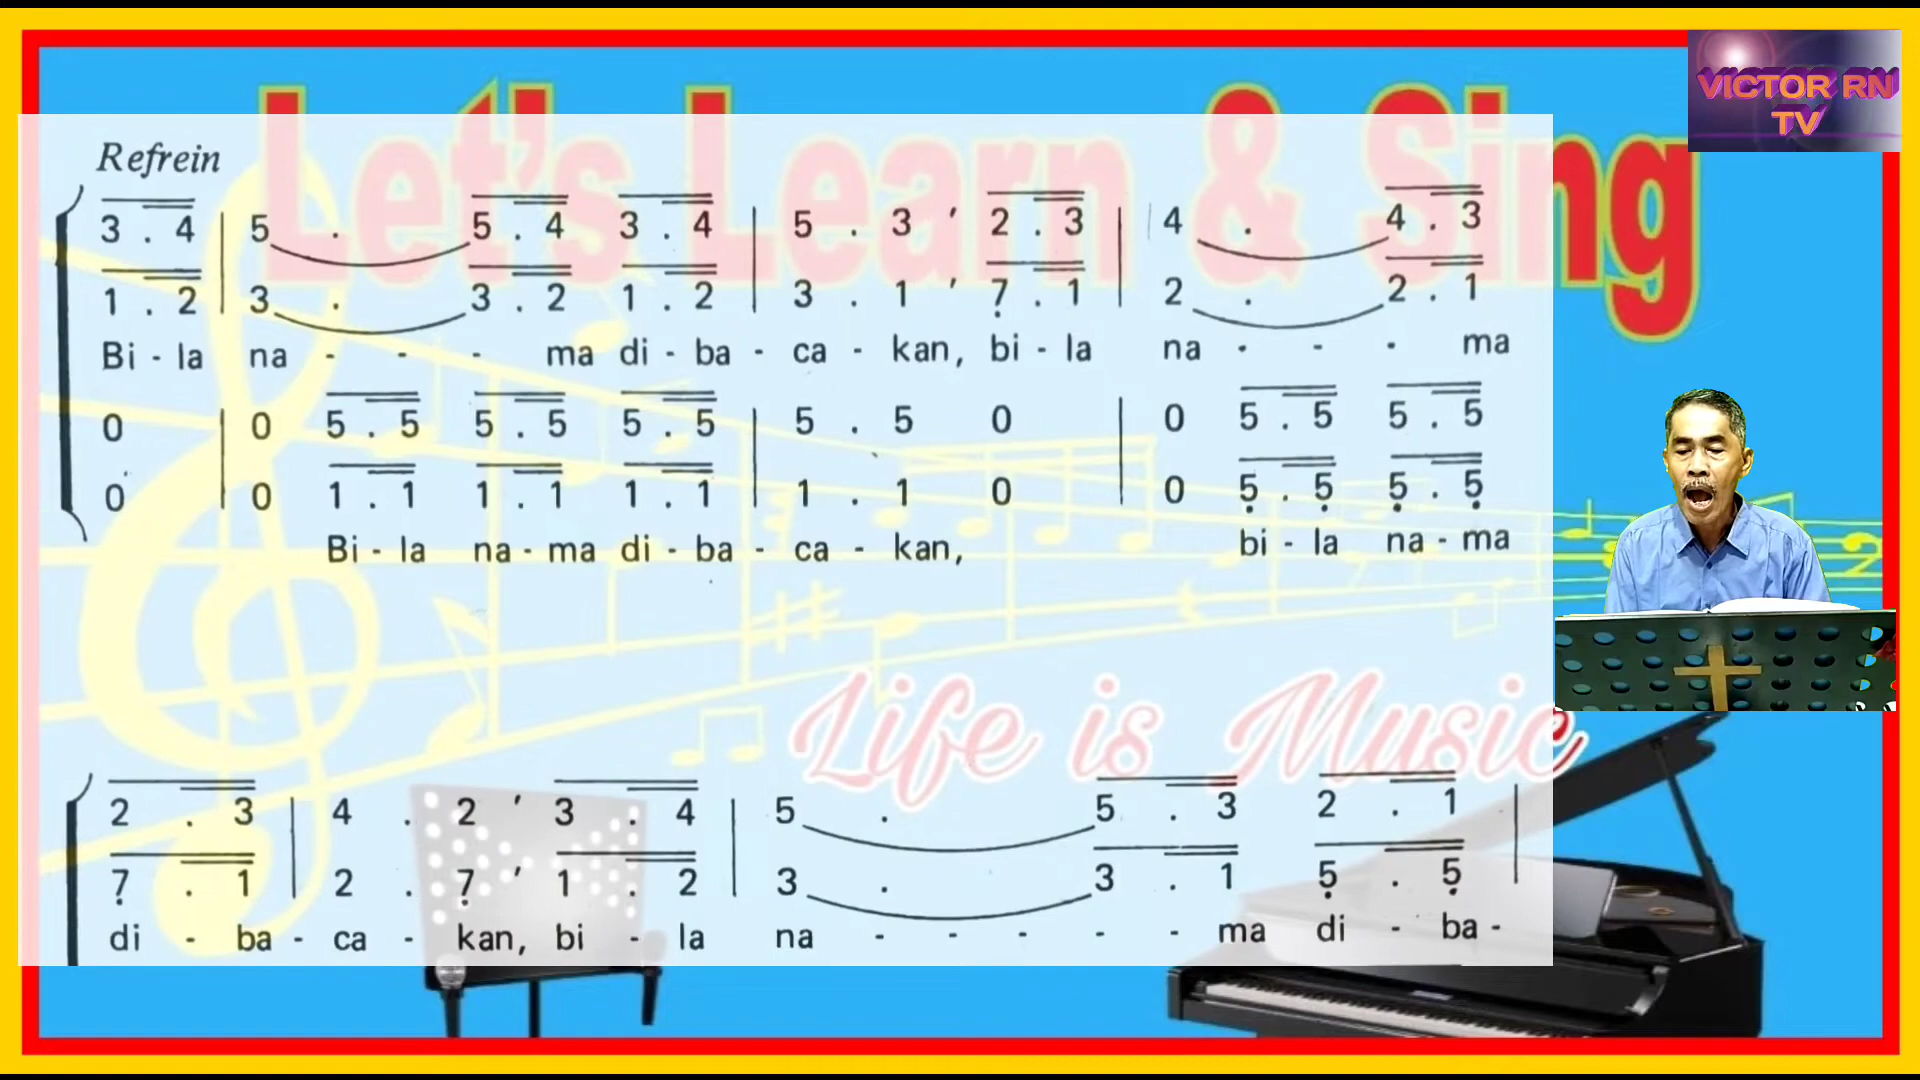 Let's Learn & Sing
VICTOR RN
TV
Refrein
3 . 4 | 5 . 5 . 4 3 . 4 | 5 . 3 ' 2 . 3 | 4 . 4 . 3
1 . 2 | 3 . 3 . 2 1 . 2 | 3 . 1 ' 7̣ . 1 | 2 . 2 . 1
Bi - la na - - - ma di - ba - ca - kan, bi - la na - - - ma
0 | 0 5 . 5 5 . 5 5 . 5 | 5 . 5 0 | 0 5 . 5 5 . 5
0 | 0 1 . 1 1 . 1 1 . 1 | 1 . 1 0 | 0 5̣ . 5̣ 5̣ . 5̣
Bi - la na - ma di - ba - ca - kan, bi - la na - ma
Life is Music
2 . 3 | 4 . 2 ' 3 . 4 | 5 . 5 . 3 2 . 1 |
7̣ . 1 | 2 . 7̣ ' 1 . 2 | 3 . 3 . 1 5̣ . 5̣ |
di - ba - ca - kan, bi - la na - - - - - ma di - ba -